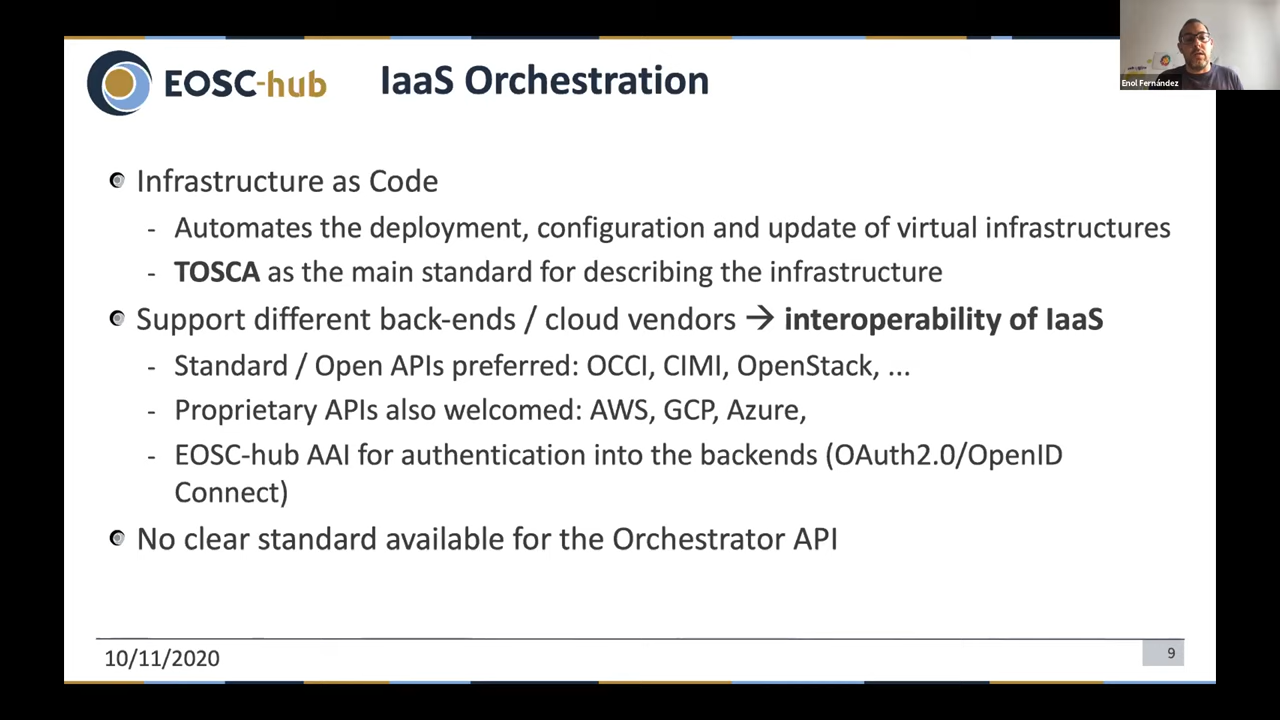 EOSC-hub
IaaS Orchestration
Enol Fernández
Infrastructure as Code
- Automates the deployment, configuration and update of virtual infrastructures
- TOSCA as the main standard for describing the infrastructure
Support different back-ends / cloud vendors → interoperability of IaaS
- Standard / Open APIs preferred: OCCI, CIMI, OpenStack, ...
- Proprietary APIs also welcomed: AWS, GCP, Azure,
- EOSC-hub AAI for authentication into the backends (OAuth2.0/OpenID
Connect)
No clear standard available for the Orchestrator API
10/11/2020
9